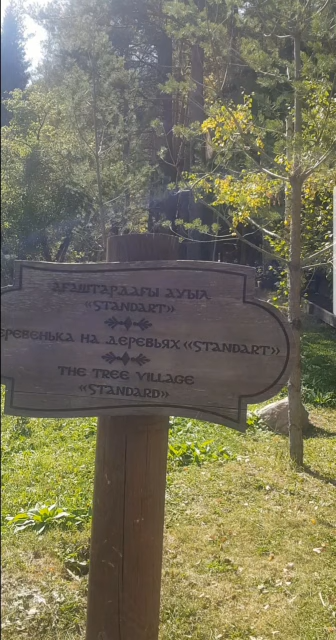 АҒАШТАРДАҒЫ АУЫЛ
«STANDART»
ЕРЕВЕНЬКА НА ДЕРЕВЬЯХ «STANDART»
THE TREE VILLAGE
«STANDARD»